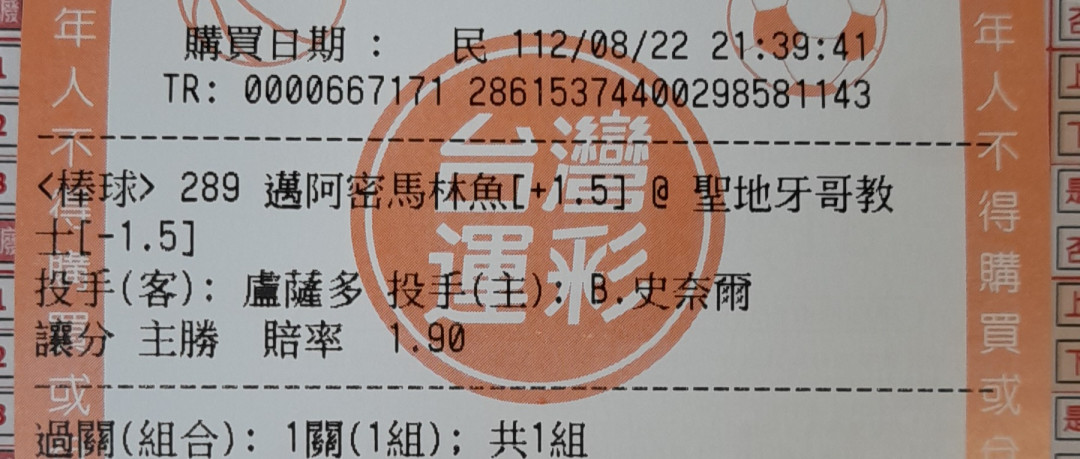 購買日期 : 民 112/08/22 21:39:41
TR: 0000667171 286153744400298581143
<棒球> 289 邁阿密馬林魚[+1.5] @ 聖地牙哥教
士[-1.5]
投手(客): 盧薩多 投手(主): B.史奈爾
讓分 主勝 賠率 1.90
過關(組合): 1關(1組); 共1組
台灣
運彩
年人不得購買或
年人不得購買或